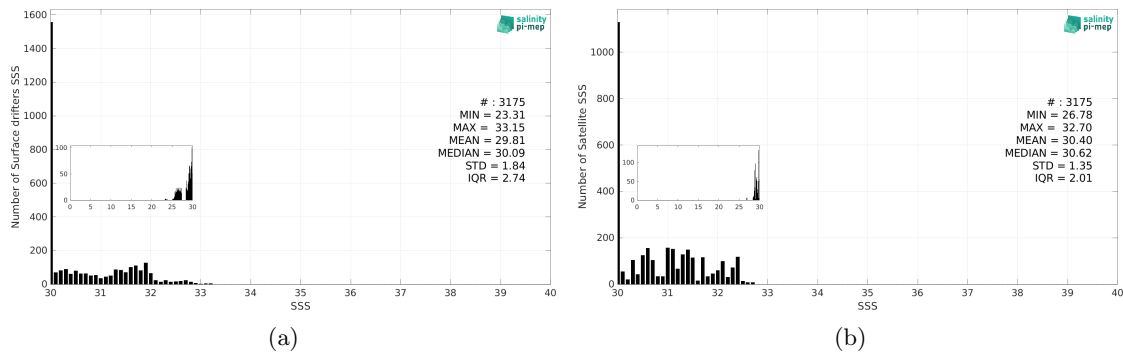 salinity
pi-mep
Number of Surface drifters SSS
1600
1400
1200
1000
800
600
400
200
0
# : 3175
MIN = 23.31
MAX = 33.15
MEAN = 29.81
MEDIAN = 30.09
STD = 1.84
IQR = 2.74
100
50
0
0 5 10 15 20 25 30
30 31 32 33 34 35 36 37 38 39 40
SSS
(a)
salinity
pi-mep
Number of Satellite SSS
1000
800
600
400
200
0
# : 3175
MIN = 26.78
MAX = 32.70
MEAN = 30.40
MEDIAN = 30.62
STD = 1.35
IQR = 2.01
100
50
0
0 5 10 15 20 25 30
30 31 32 33 34 35 36 37 38 39 40
SSS
(b)